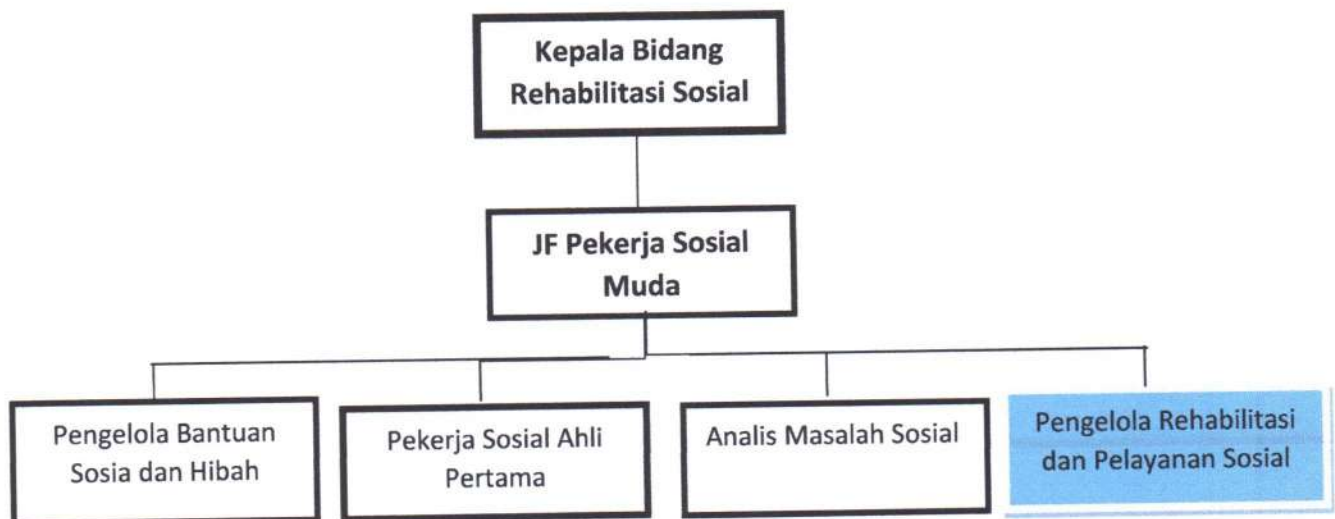 Kepala Bidang
Rehabilitasi Sosial
JF Pekerja Sosial
Muda
Pengelola Bantuan
Sosia dan Hibah
Pekerja Sosial Ahli
Pertama
Analis Masalah Sosial
Pengelola Rehabilitasi
dan Pelayanan Sosial